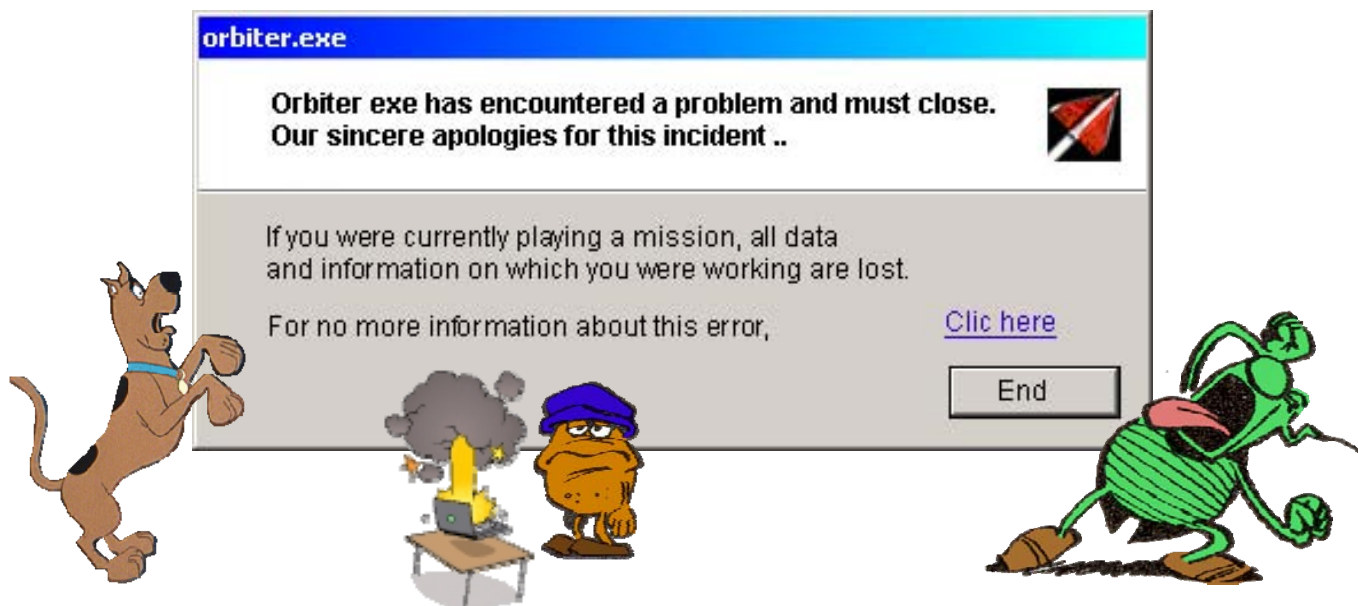 orbiter.exe
Orbiter exe has encountered a problem and must close.
Our sincere apologies for this incident ..
If you were currently playing a mission, all data
and information on which you were working are lost.
For no more information about this error,
Clic here
End